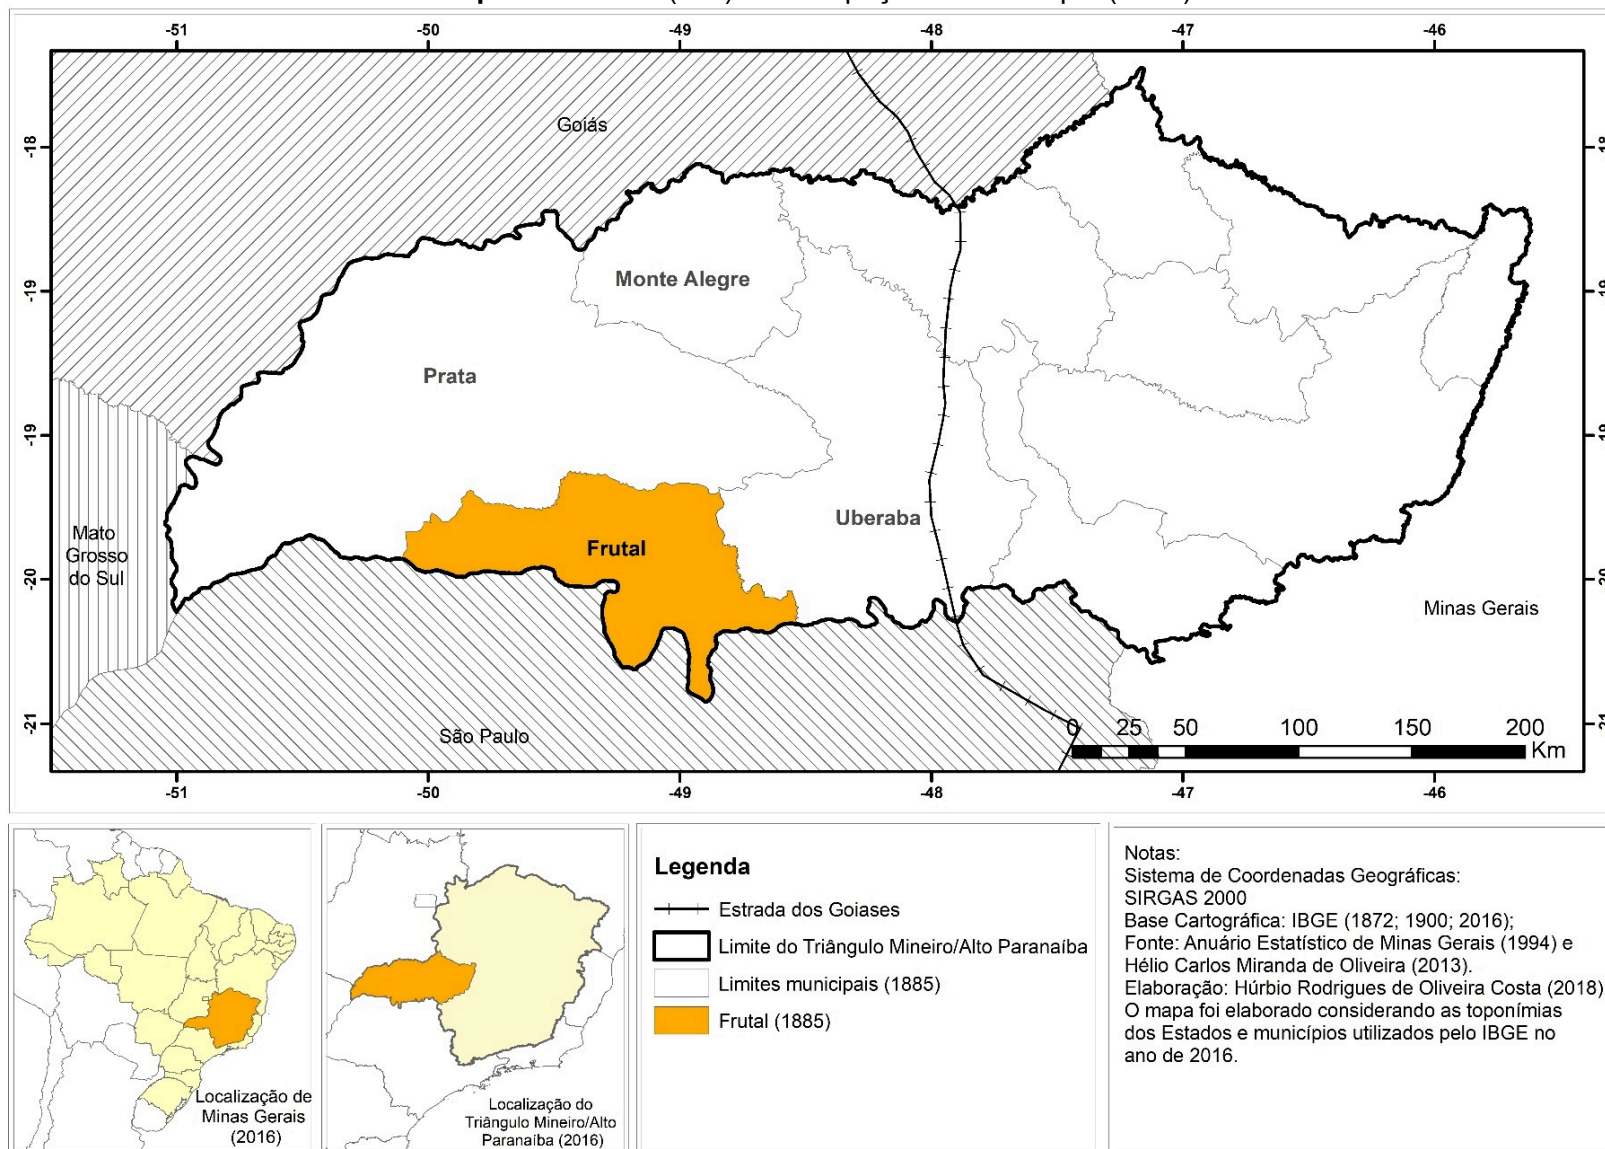 -51 -50 -49 -48 -47 -46
-18
-19
-19
-20
-21
Goiás
Monte Alegre
Prata
Uberaba
Frutal
Mato
Grosso
do Sul
Minas Gerais
São Paulo
0 25 50 100 150 200
Km
-51 -50 -49 -48 -47 -46
Localização de
Minas Gerais
(2016)
Localização do
Triângulo Mineiro/Alto
Paranaíba (2016)
Legenda
Estrada dos Goiases
Limite do Triângulo Mineiro/Alto Paranaíba
Limites municipais (1885)
Frutal (1885)
Notas:
Sistema de Coordenadas Geográficas:
SIRGAS 2000
Base Cartográfica: IBGE (1872; 1900; 2016);
Fonte: Anuário Estatístico de Minas Gerais (1994) e
Hélio Carlos Miranda de Oliveira (2013).
Elaboração: Húrbio Rodrigues de Oliveira Costa (2018)
O mapa foi elaborado considerando as toponímias
dos Estados e municípios utilizados pelo IBGE no
ano de 2016.